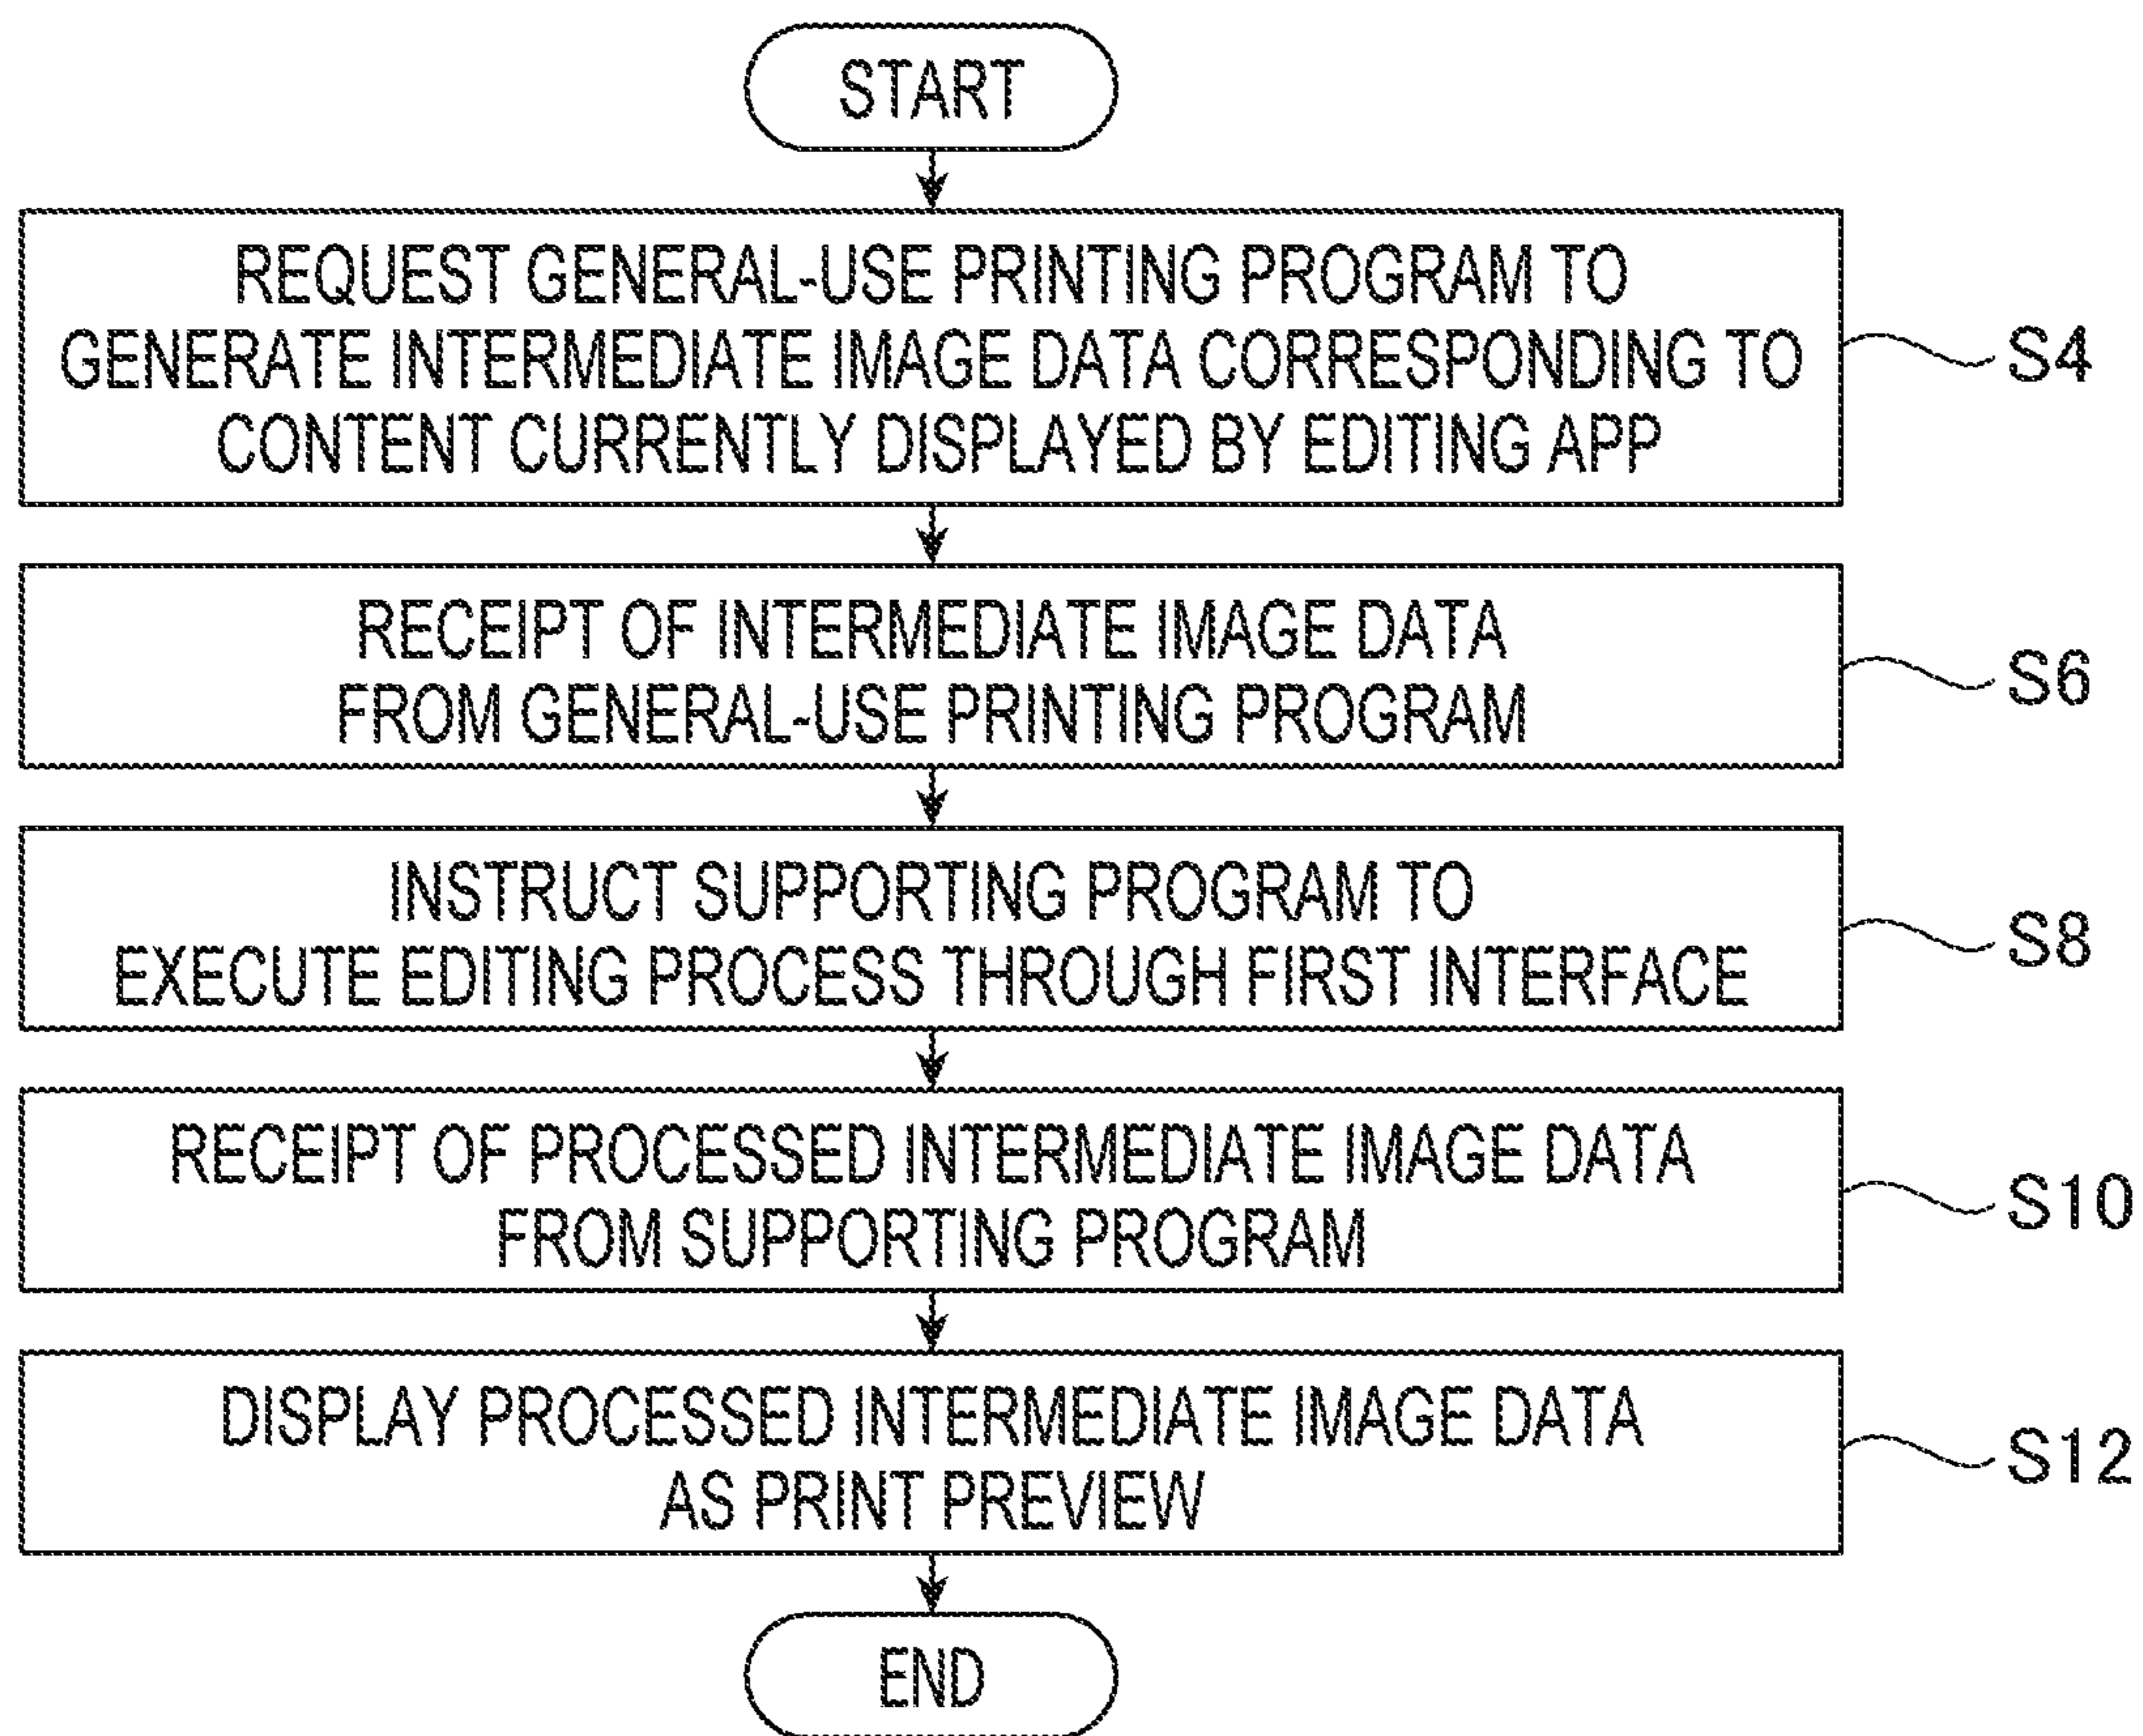 START
REQUEST GENERAL-USE PRINTING PROGRAM TO
GENERATE INTERMEDIATE IMAGE DATA CORRESPONDING TO
CONTENT CURRENTLY DISPLAYED BY EDITING APP
S4
RECEIPT OF INTERMEDIATE IMAGE DATA
FROM GENERAL-USE PRINTING PROGRAM
S6
INSTRUCT SUPPORTING PROGRAM TO
EXECUTE EDITING PROCESS THROUGH FIRST INTERFACE
S8
RECEIPT OF PROCESSED INTERMEDIATE IMAGE DATA
FROM SUPPORTING PROGRAM
S10
DISPLAY PROCESSED INTERMEDIATE IMAGE DATA
AS PRINT PREVIEW
S12
END